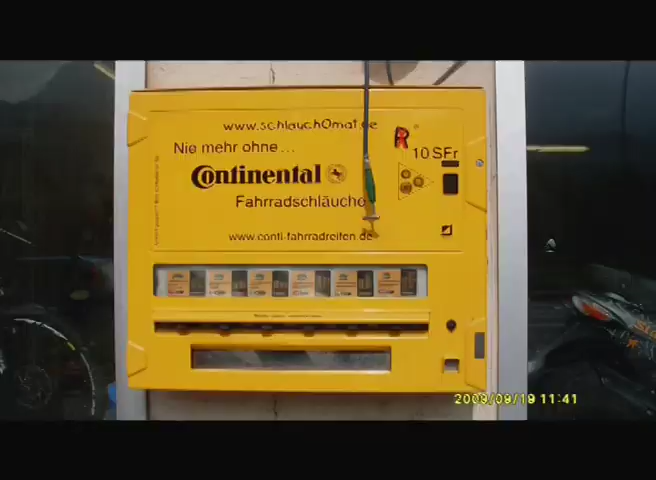 www.schlauchOmat.de
R
Nie mehr ohne...
10 SFr
Continental
Fahrradschläuche
www.conti-fahrradreifen.de
2009/09/19 11:41